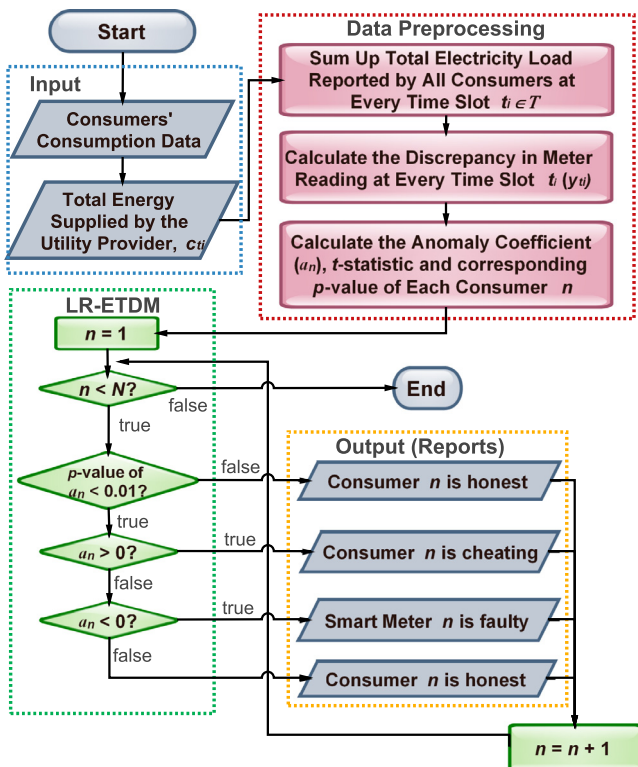 Start
Input
Consumers'
Consumption Data
Total Energy
Supplied by the
Utility Provider, cti
Data Preprocessing
Sum Up Total Electricity Load
Reported by All Consumers at
Every Time Slot ti ∈ T
Calculate the Discrepancy in Meter
Reading at Every Time Slot ti (yti)
Calculate the Anomaly Coefficient
(an), t-statistic and corresponding
p-value of Each Consumer n
LR-ETDM
n = 1
n < N?
false
End
true
p-value of
an < 0.01?
false
true
an > 0?
true
false
an < 0?
true
false
Output (Reports)
Consumer n is honest
Consumer n is cheating
Smart Meter n is faulty
Consumer n is honest
n = n + 1